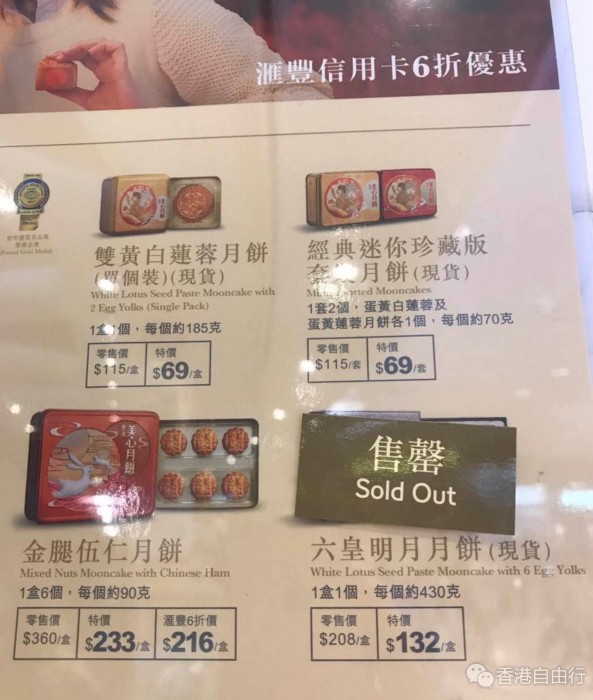 滙豐信用卡6折優惠
雙黃白蓮蓉月餅
(單個裝)(現貨)
White Lotus Seed Paste Mooncake with
2 Egg Yolks (Single Pack)
1盒1個，每個約185克
零售價
$115/盒
特價
$69/盒
經典迷你珍藏版
套裝月餅(現貨)
Mini Assorted Mooncakes
1套2個，蛋黃白蓮蓉及
蛋黃蓮蓉月餅各1個，每個約70克
零售價
$115/套
特價
$69/套
美心月餅
金腿伍仁月餅
Mixed Nuts Mooncake with Chinese Ham
1盒6個，每個約90克
零售價
$360/盒
特價
$233/盒
滙豐6折價
$216/盒
售罄
Sold Out
六皇明月月餅(現貨)
White Lotus Seed Paste Mooncake with 6 Egg Yolks
1盒1個，每個約430克
零售價
$208/盒
特價
$132/盒
香港自由行